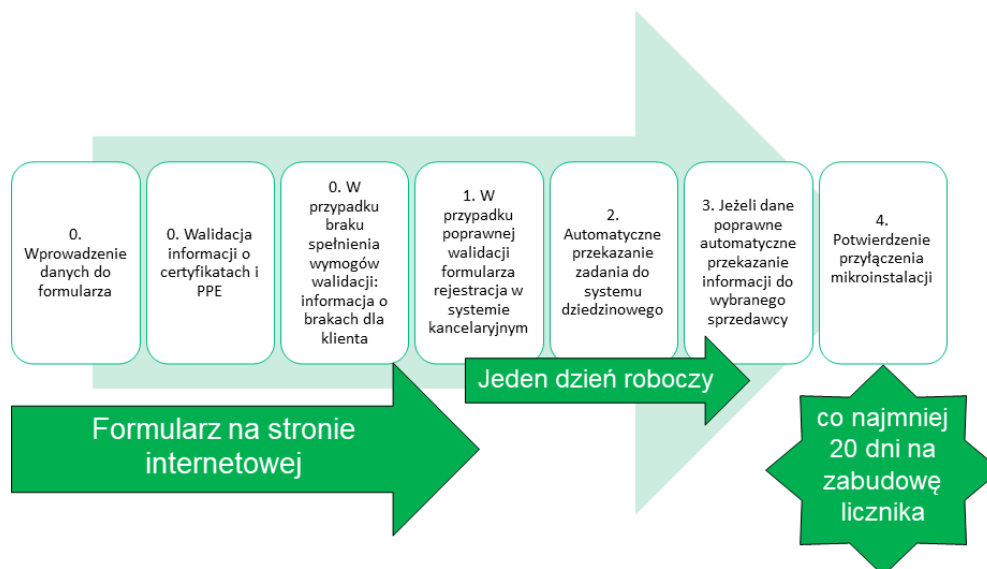 0.
Wprowadzenie
danych do
formularza
0. Walidacja
informacji o
certyfikatach i
PPE
0. W
przypadku
braku
spełnienia
wymogów
walidacji:
informacja o
brakach dla
klienta
1. W
przypadku
poprawnej
walidacji
formularza
rejestracja w
systemie
kancelaryjnym
2.
Automatyczne
przekazanie
zadania do
systemu
dziedzinowego
3. Jeżeli dane
poprawne
automatyczne
przekazanie
informacji do
wybranego
sprzedawcy
4.
Potwierdzenie
przyłączenia
mikroinstalacji
Formularz na stronie
internetowej
Jeden dzień roboczy
co najmniej
20 dni na
zabudowę
licznika